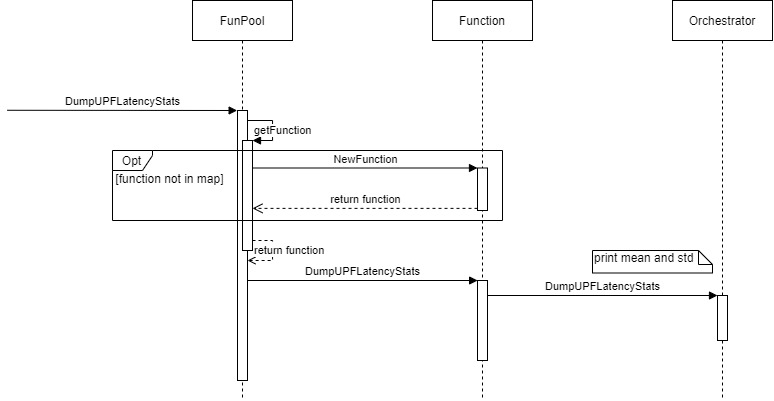 FunPool
Function
Orchestrator
DumpUPFLatencyStats
getFunction
Opt
NewFunction
[function not in map]
return function
return function
print mean and std
DumpUPFLatencyStats
DumpUPFLatencyStats